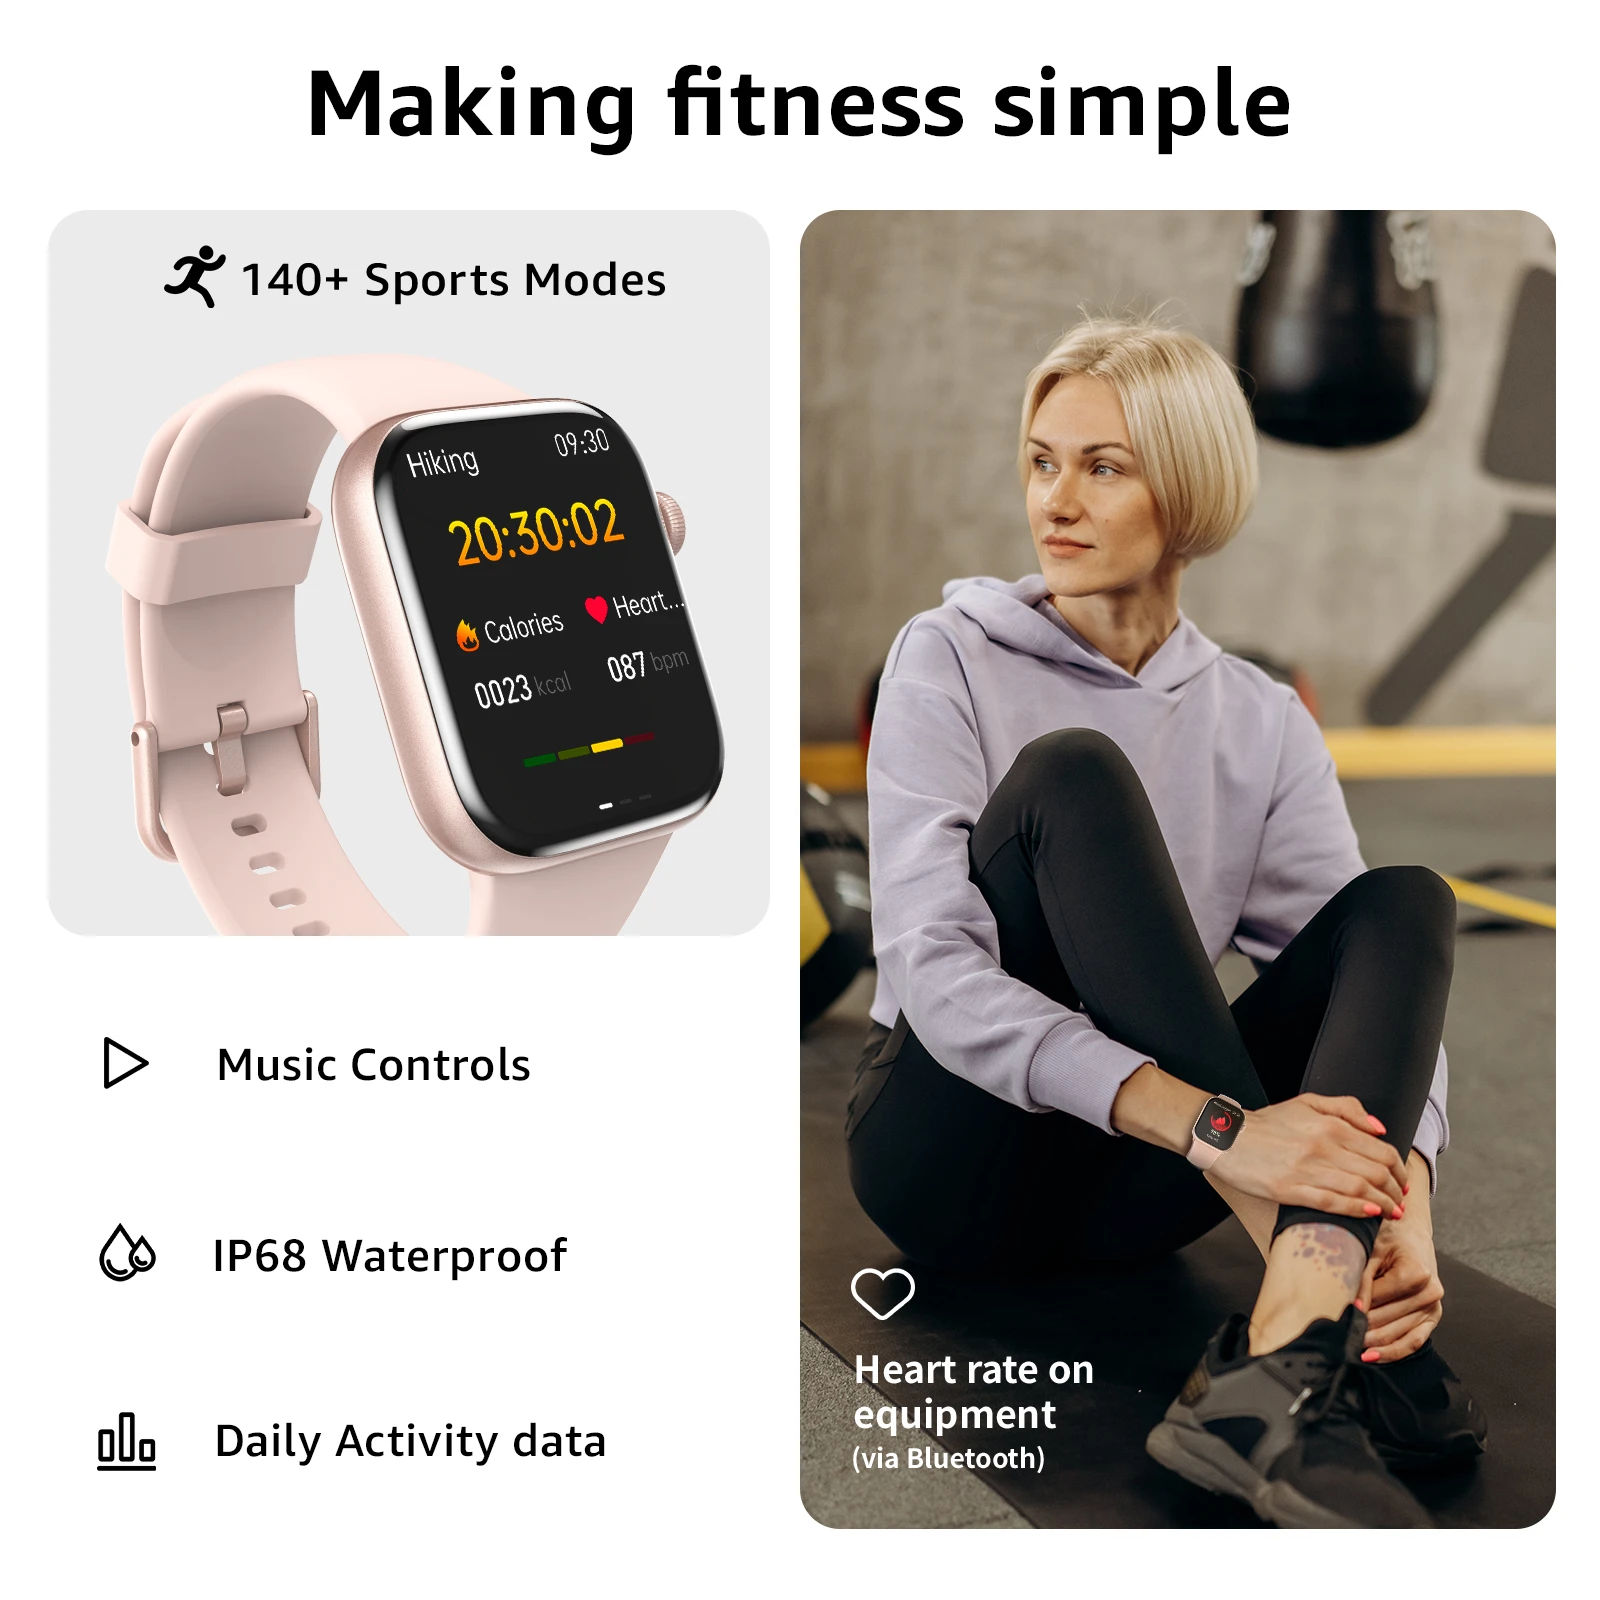 Making fitness simple
140+ Sports Modes
Hiking 09:30
20:30:02
Calories Heart...
0023 kcal 087 bpm
Music Controls
IP68 Waterproof
Daily Activity data
Heart rate on
equipment
(via Bluetooth)